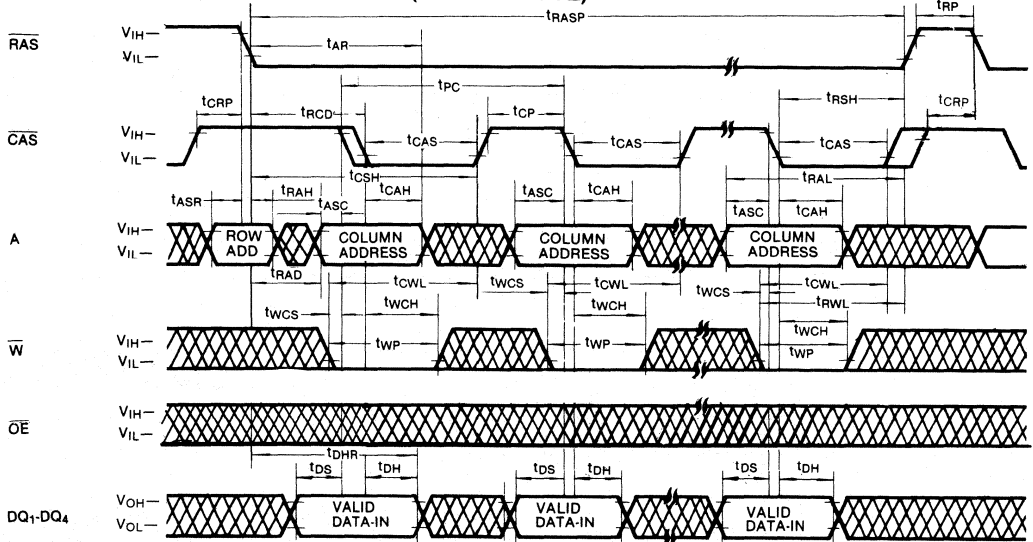 tRASP
tRP
RAS
VIH—
VIL—
tAR
tPC
tRSH
tCRP
tRCD
tCP
tCRP
CAS
VIH—
VIL—
tCAS
tCAS
tCAS
tCSH
tRAL
tASR
tRAH
tASC
tCAH
tASC
tCAH
tASC
tCAH
A
VIH—
VIL—
ROW
ADD
COLUMN
ADDRESS
COLUMN
ADDRESS
COLUMN
ADDRESS
tRAD
tCWL
tWCS
tCWL
tWCS
tCWL
tRWL
tWCS
tWCH
tWCH
tWCH
W
VIH—
VIL—
tWP
tWP
tWP
OE
VIH—
VIL—
tDHR
tDS
tDH
tDS
tDH
tDS
tDH
DQ1-DQ4
VOH—
VOL—
VALID
DATA-IN
VALID
DATA-IN
VALID
DATA-IN